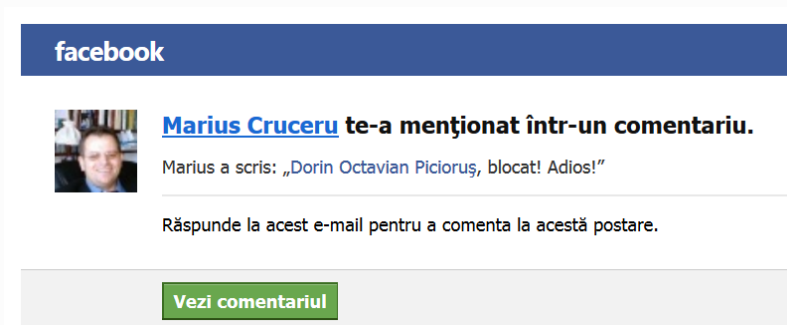 facebook
Marius Cruceru te-a menţionat într-un comentariu.
Marius a scris: „Dorin Octavian Picioruş, blocat! Adios!”
Răspunde la acest e-mail pentru a comenta la acestă postare.
Vezi comentariul